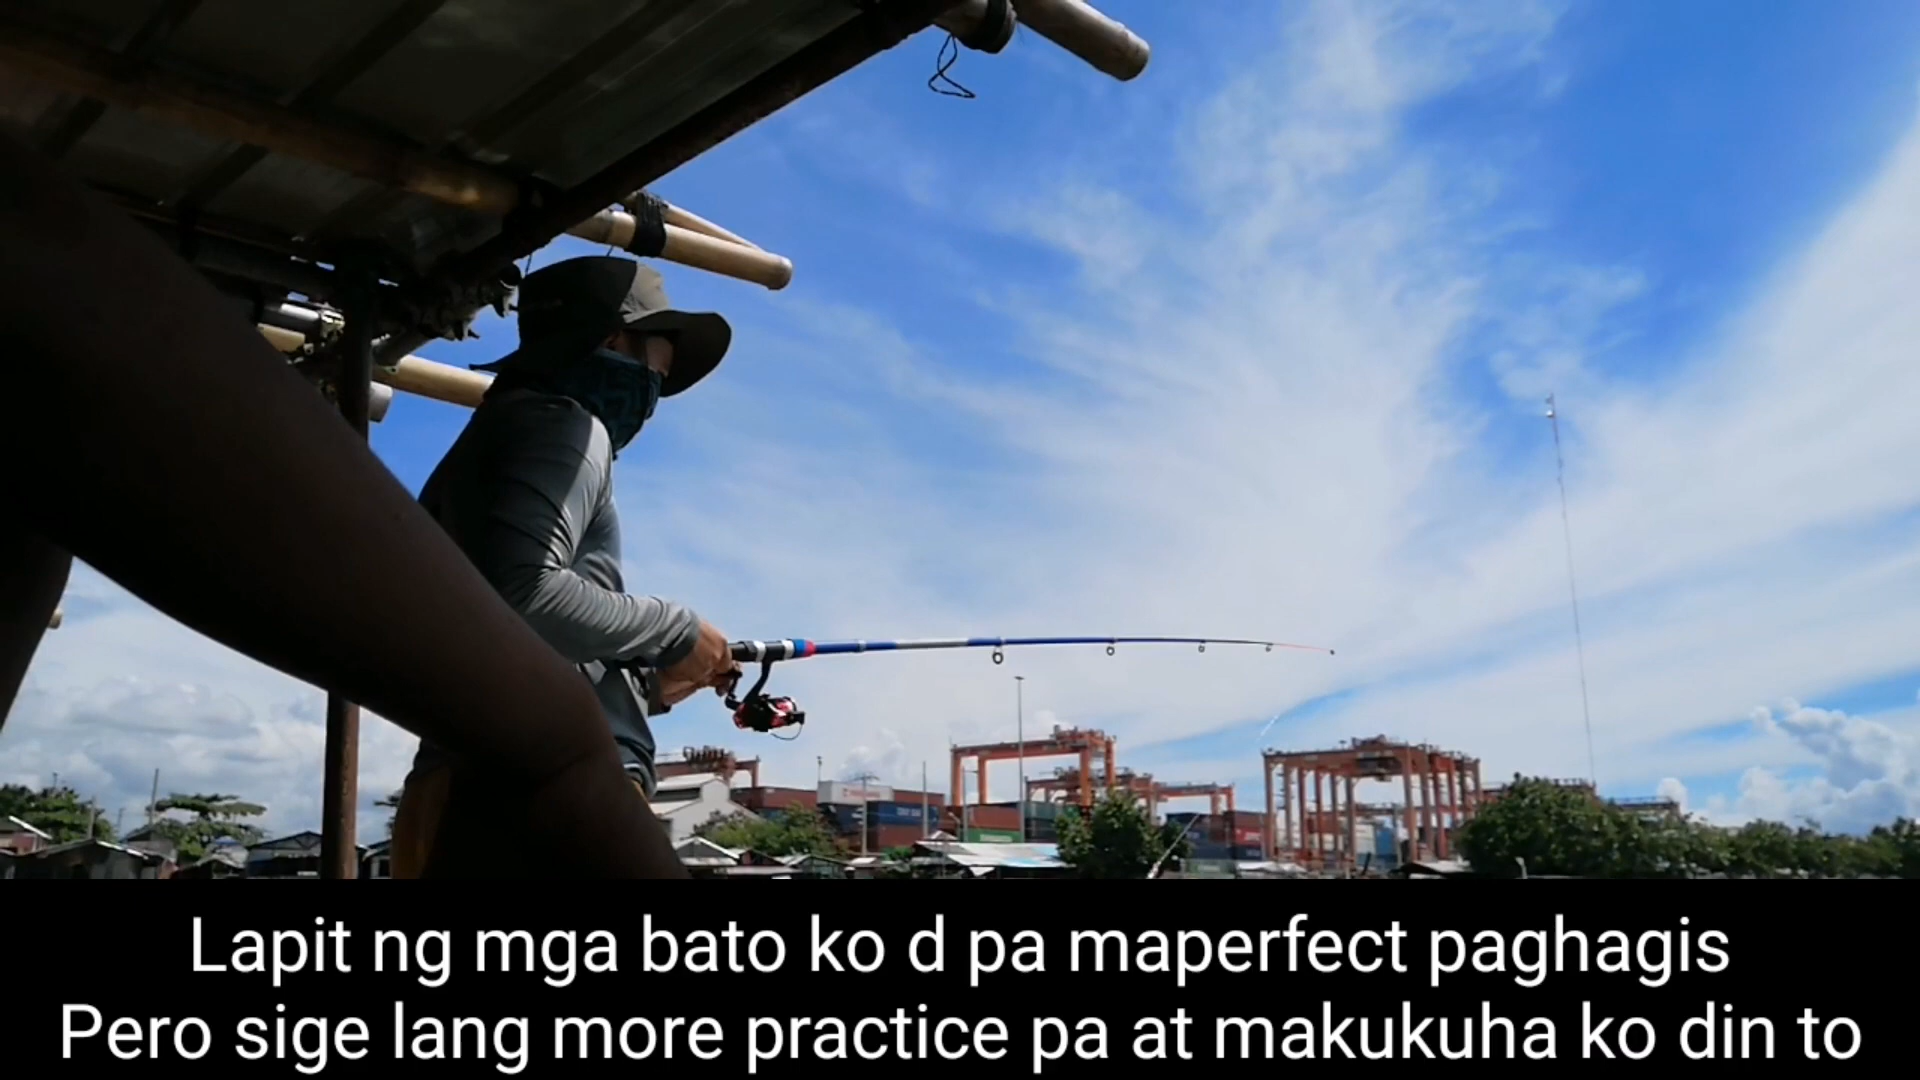 Lapit ng mga bato ko d pa maperfect paghagis
Pero sige lang more practice pa at makukuha ko din to